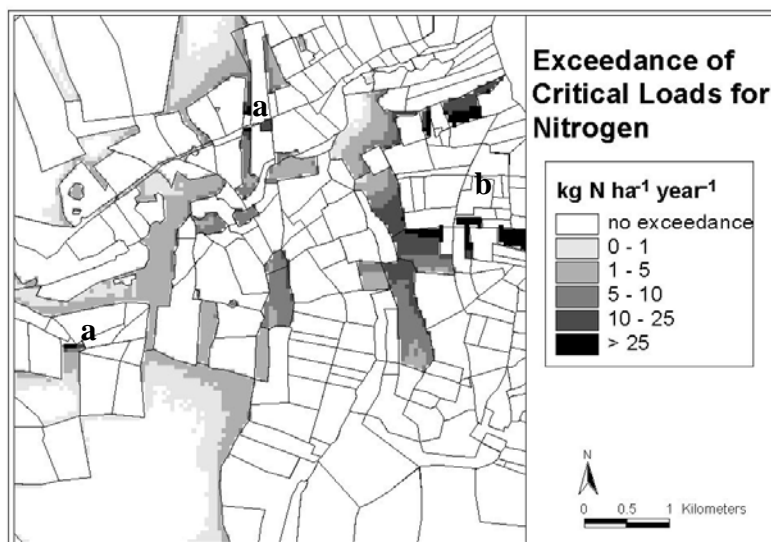 Exceedance of
Critical Loads for
Nitrogen
kg N ha⁻¹ year⁻¹
no exceedance
0 - 1
1 - 5
5 - 10
10 - 25
> 25
a
b
a
N
0 0.5 1 Kilometers